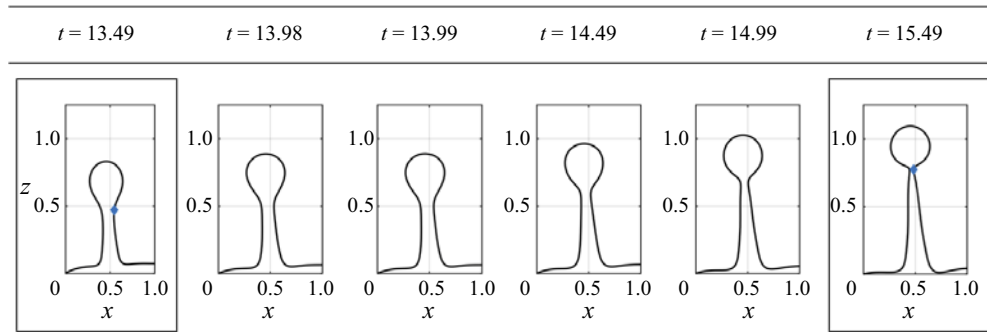 t = 13.49 t = 13.98 t = 13.99 t = 14.49 t = 14.99 t = 15.49
1.0 1.0 1.0 1.0 1.0 1.0
z
0.5 0.5 0.5 0.5 0.5 0.5
0 0.5 1.0 0 0.5 1.0 0 0.5 1.0 0 0.5 1.0 0 0.5 1.0 0 0.5 1.0
x x x x x x